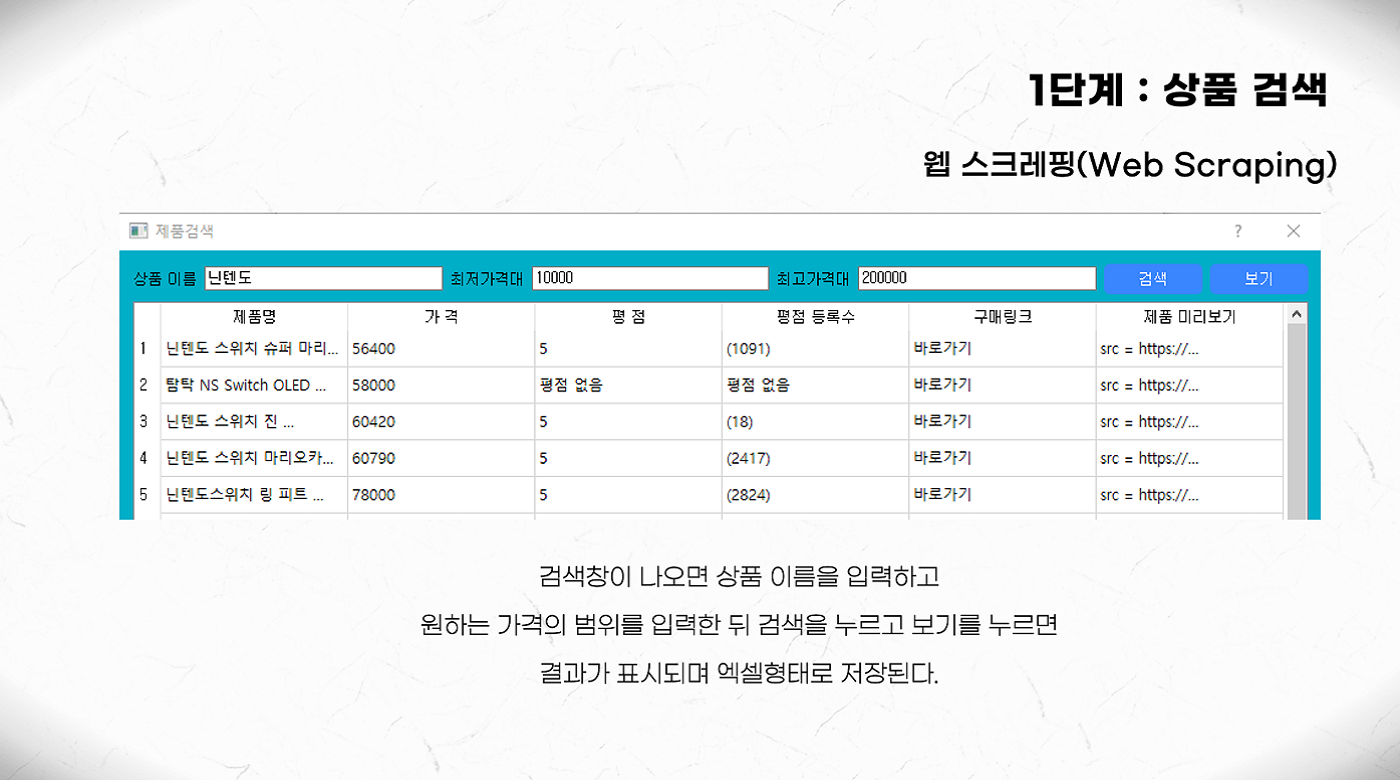 1단계 : 상품 검색
웹 스크레핑(Web Scraping)
제품검색 ?
상품 이름 닌텐도 최저가격대 10000 최고가격대 200000 검색 보기
제품명 가 격 평 점 평점 등록수 구매링크 제품 미리보기
1 닌텐도 스위치 슈퍼 마리... 56400 5 (1091) 바로가기 src = https://...
2 탐탁 NS Switch OLED ... 58000 평점 없음 평점 없음 바로가기 src = https://...
3 닌텐도 스위치 진 ... 60420 5 (18) 바로가기 src = https://...
4 닌텐도 스위치 마리오카... 60790 5 (2417) 바로가기 src = https://...
5 닌텐도스위치 링 피트 ... 78000 5 (2824) 바로가기 src = https://...
검색창이 나오면 상품 이름을 입력하고
원하는 가격의 범위를 입력한 뒤 검색을 누르고 보기를 누르면
결과가 표시되며 엑셀형태로 저장된다.